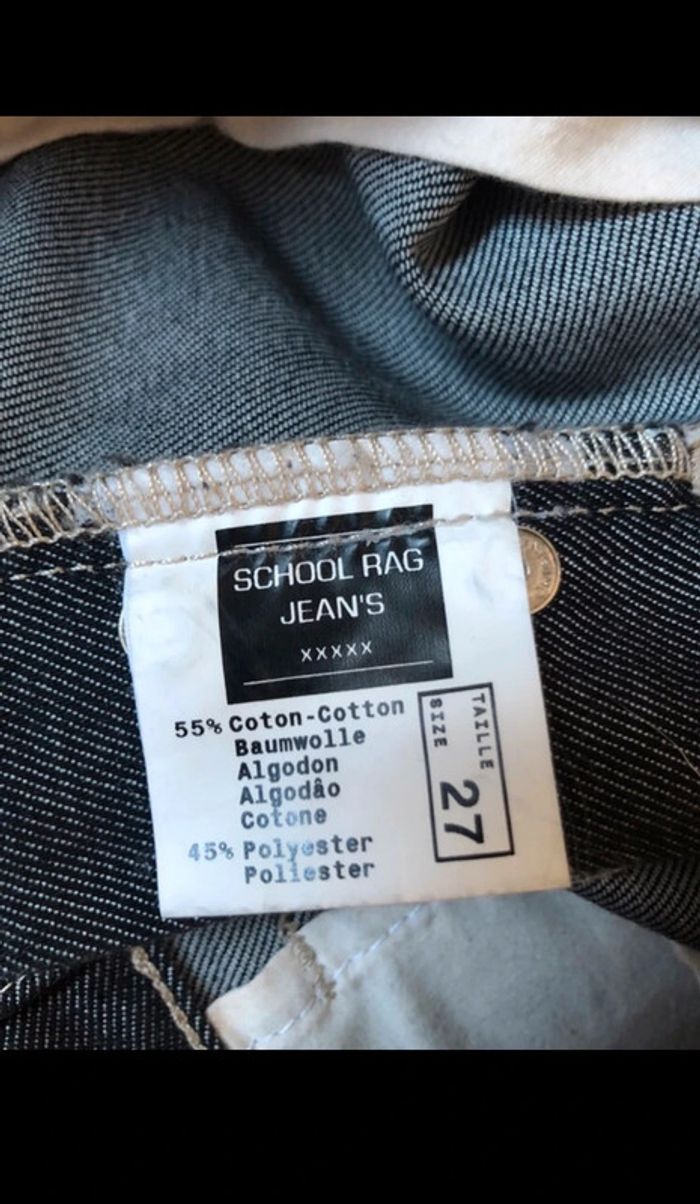 SCHOOL RAG
JEAN'S
XXXXX
55% Coton-Cotton
Baumwolle
Algodon
Algodâo
Cotone
45% Polyester
Poliester
TAILLE
SIZE
27